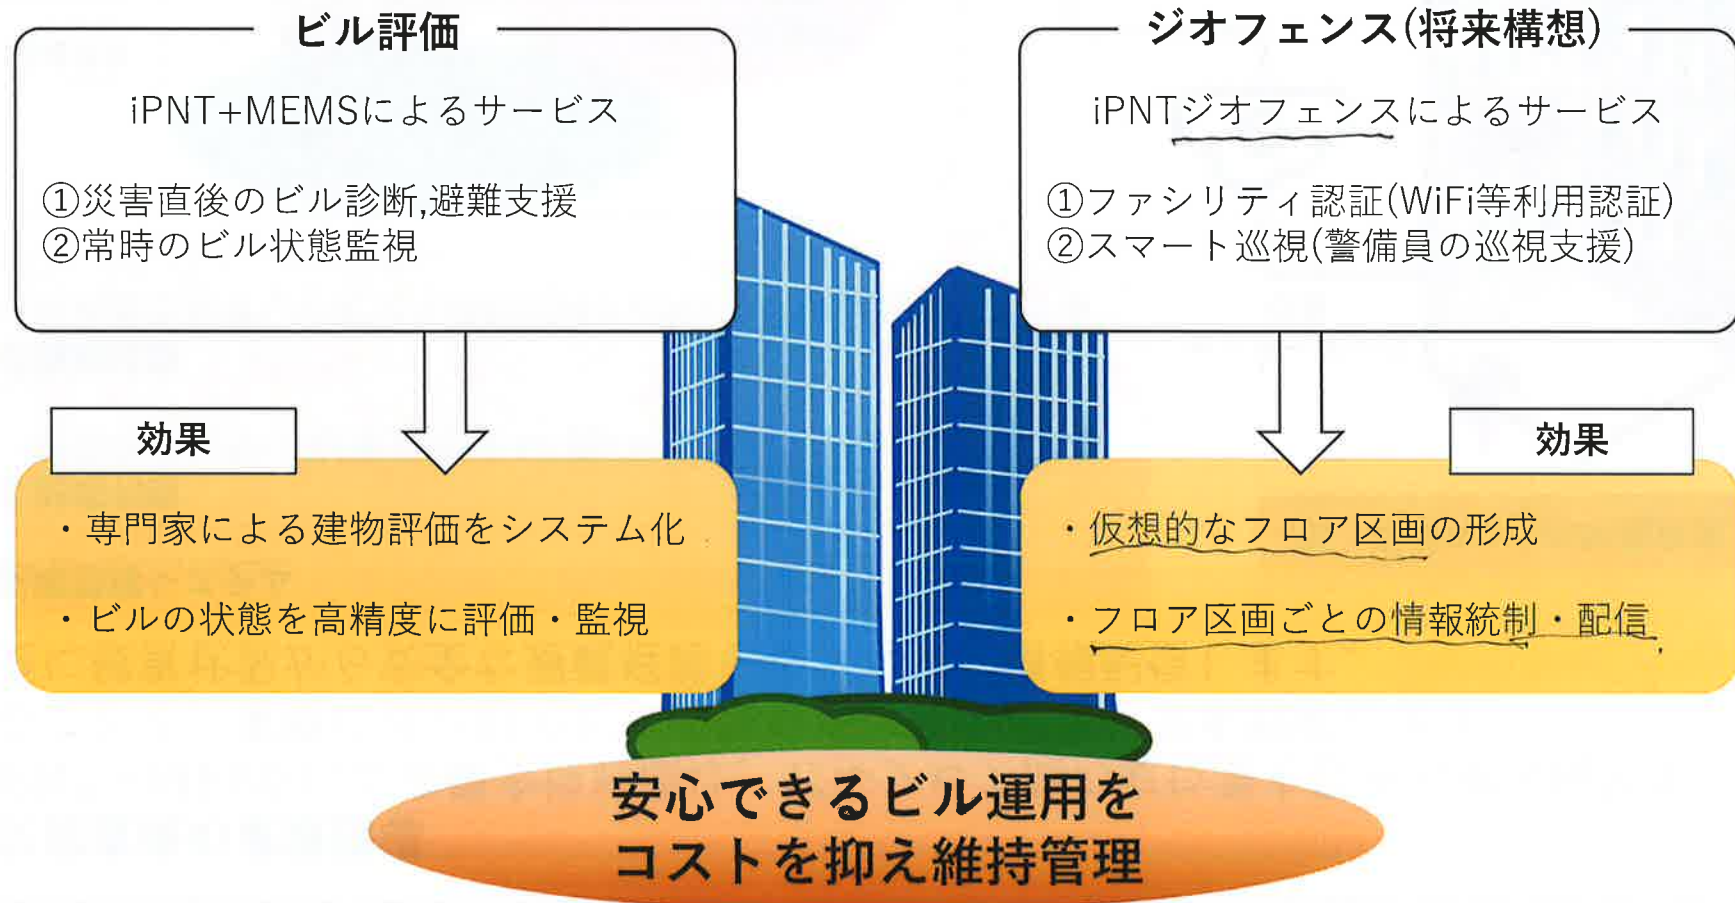 ビル評価
iPNT+MEMSによるサービス
①災害直後のビル診断,避難支援
②常時のビル状態監視
効果
・専門家による建物評価をシステム化
・ビルの状態を高精度に評価・監視
ジオフェンス(将来構想)
iPNTジオフェンスによるサービス
①ファシリティ認証(WiFi等利用認証)
②スマート巡視(警備員の巡視支援)
効果
・仮想的なフロア区画の形成
・フロア区画ごとの情報統制・配信
安心できるビル運用を
コストを抑え維持管理